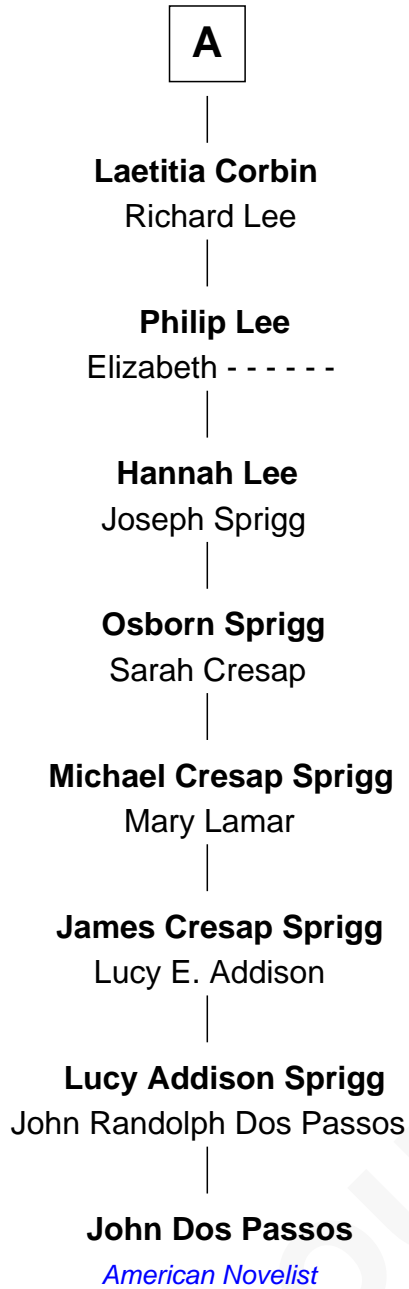 A
Laetitia Corbin
Richard Lee
Philip Lee
Elizabeth - - - - - -
Hannah Lee
Joseph Sprigg
Osborn Sprigg
Sarah Cresap
Michael Cresap Sprigg
Mary Lamar
James Cresap Sprigg
Lucy E. Addison
Lucy Addison Sprigg
John Randolph Dos Passos
John Dos Passos
American Novelist